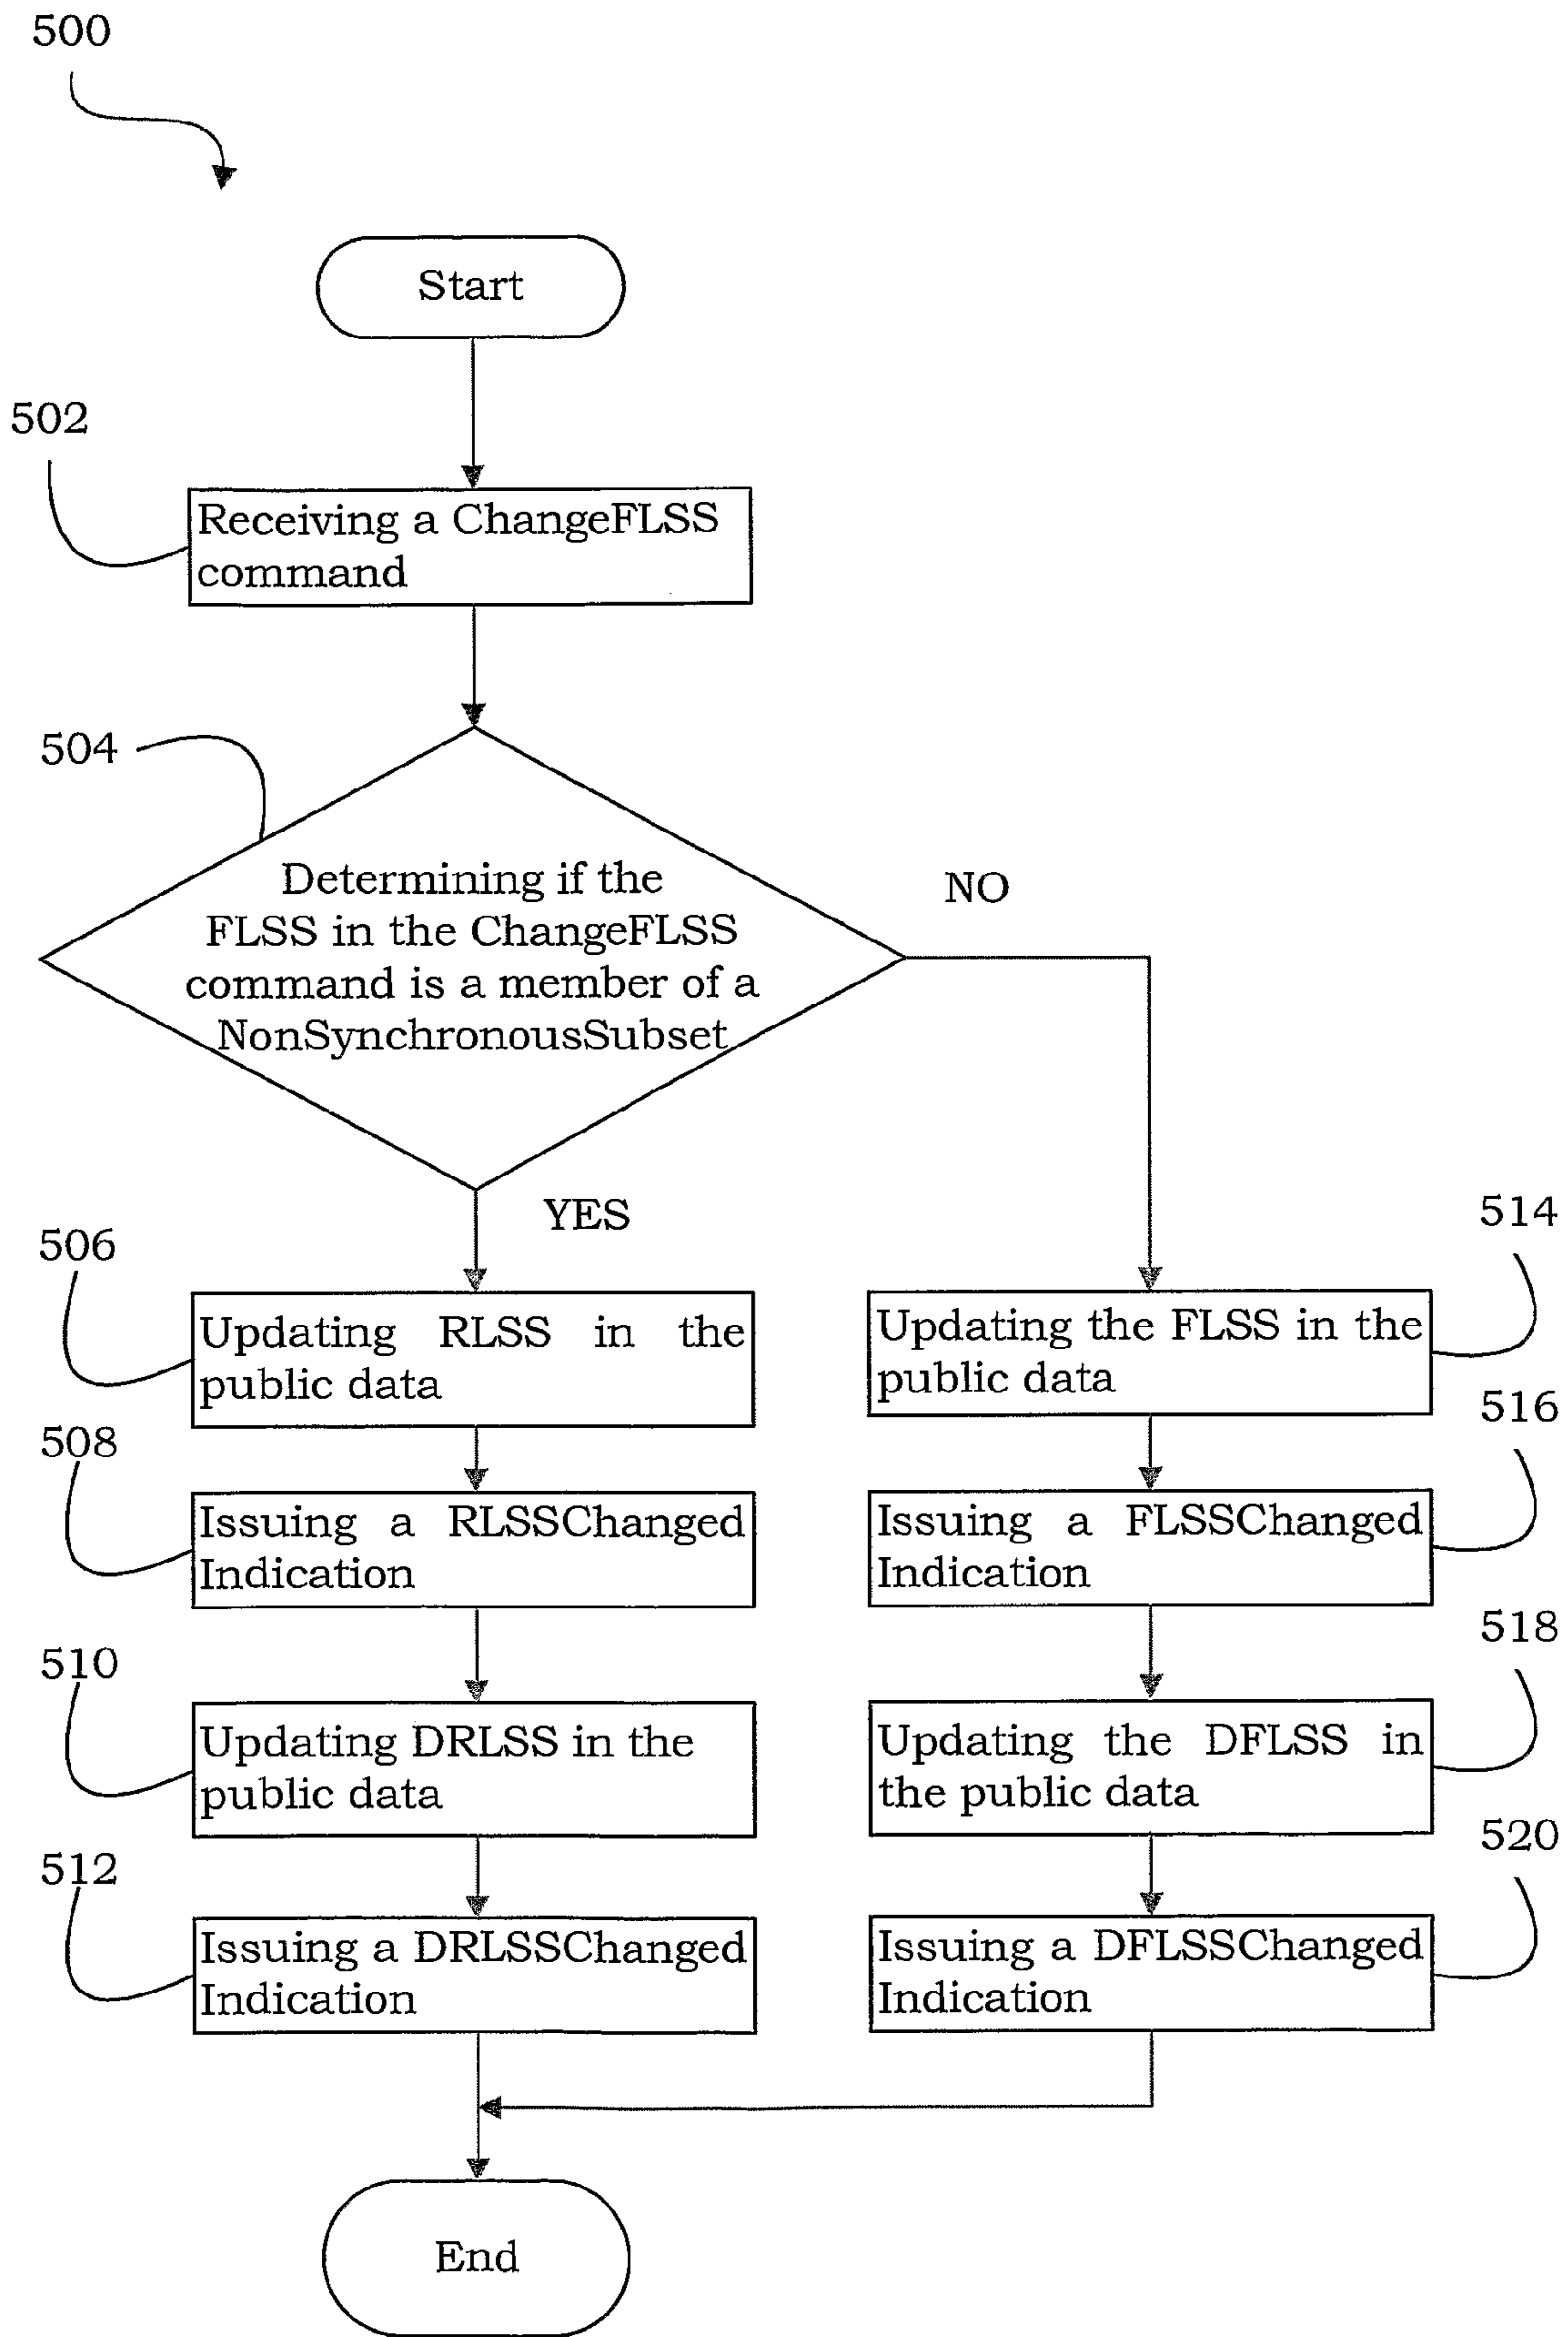 500
Start
502
Receiving a ChangeFLSS
command
504
Determining if the
FLSS in the ChangeFLSS
command is a member of a
NonSynchronousSubset
NO
YES
506
Updating RLSS in the
public data
508
Issuing a RLSSChanged
Indication
510
Updating DRLSS in the
public data
512
Issuing a DRLSSChanged
Indication
514
Updating the FLSS in the
public data
516
Issuing a FLSSChanged
Indication
518
Updating the DFLSS in
the public data
520
Issuing a DFLSSChanged
Indication
End